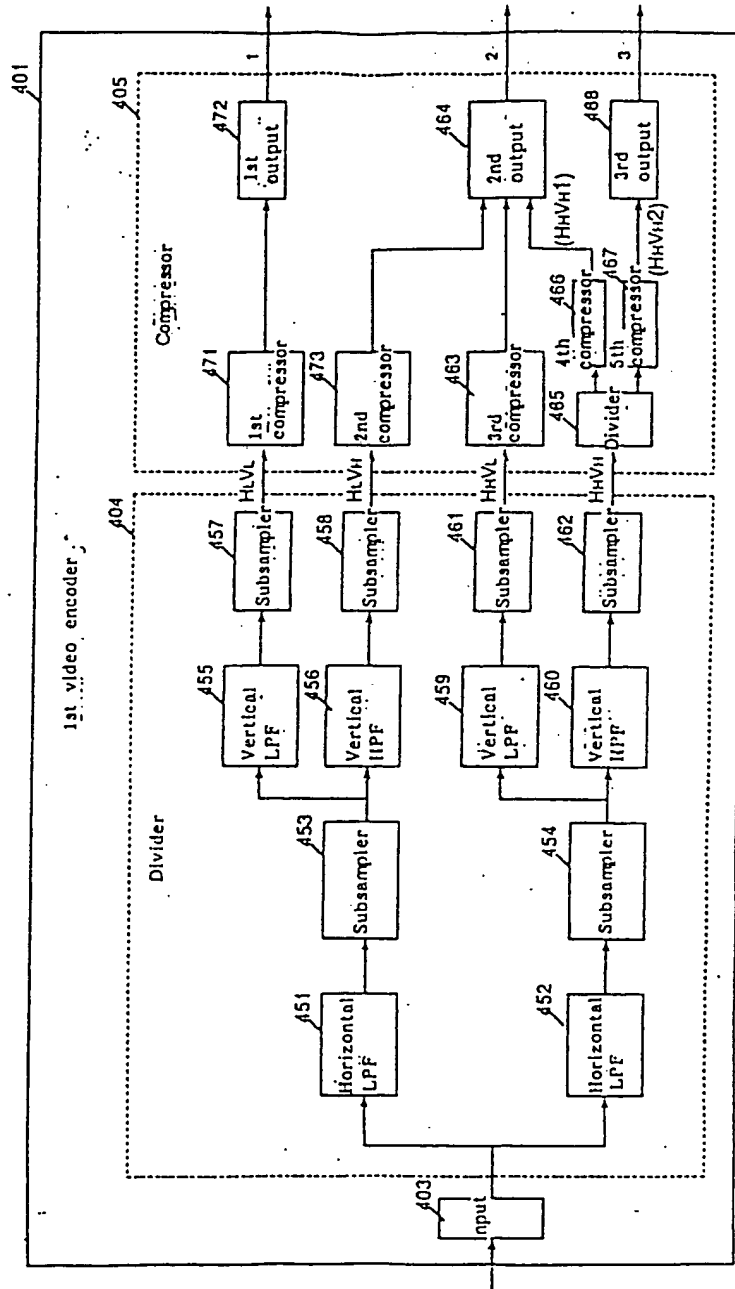 401
1st video encoder
404
Divider
405
Compressor
403
Input
451
Horizontal
LPF
453
Subsampler
455
Vertical
LPF
457
Subsampler
HLVL
471
1st
compressor
472
1st
output
1
456
Vertical
HPF
458
Subsampler
HLVH
473
2nd
compressor
464
2nd
output
2
452
Horizontal
LPF
454
Subsampler
459
Vertical
LPF
461
Subsampler
HHVL
463
3rd
compressor
460
Vertical
HPF
462
Subsampler
HHVH
465
Divider
466
4th
compressor
(HHVH1)
467
5th
compressor
(HHVH2)
468
3rd
output
3